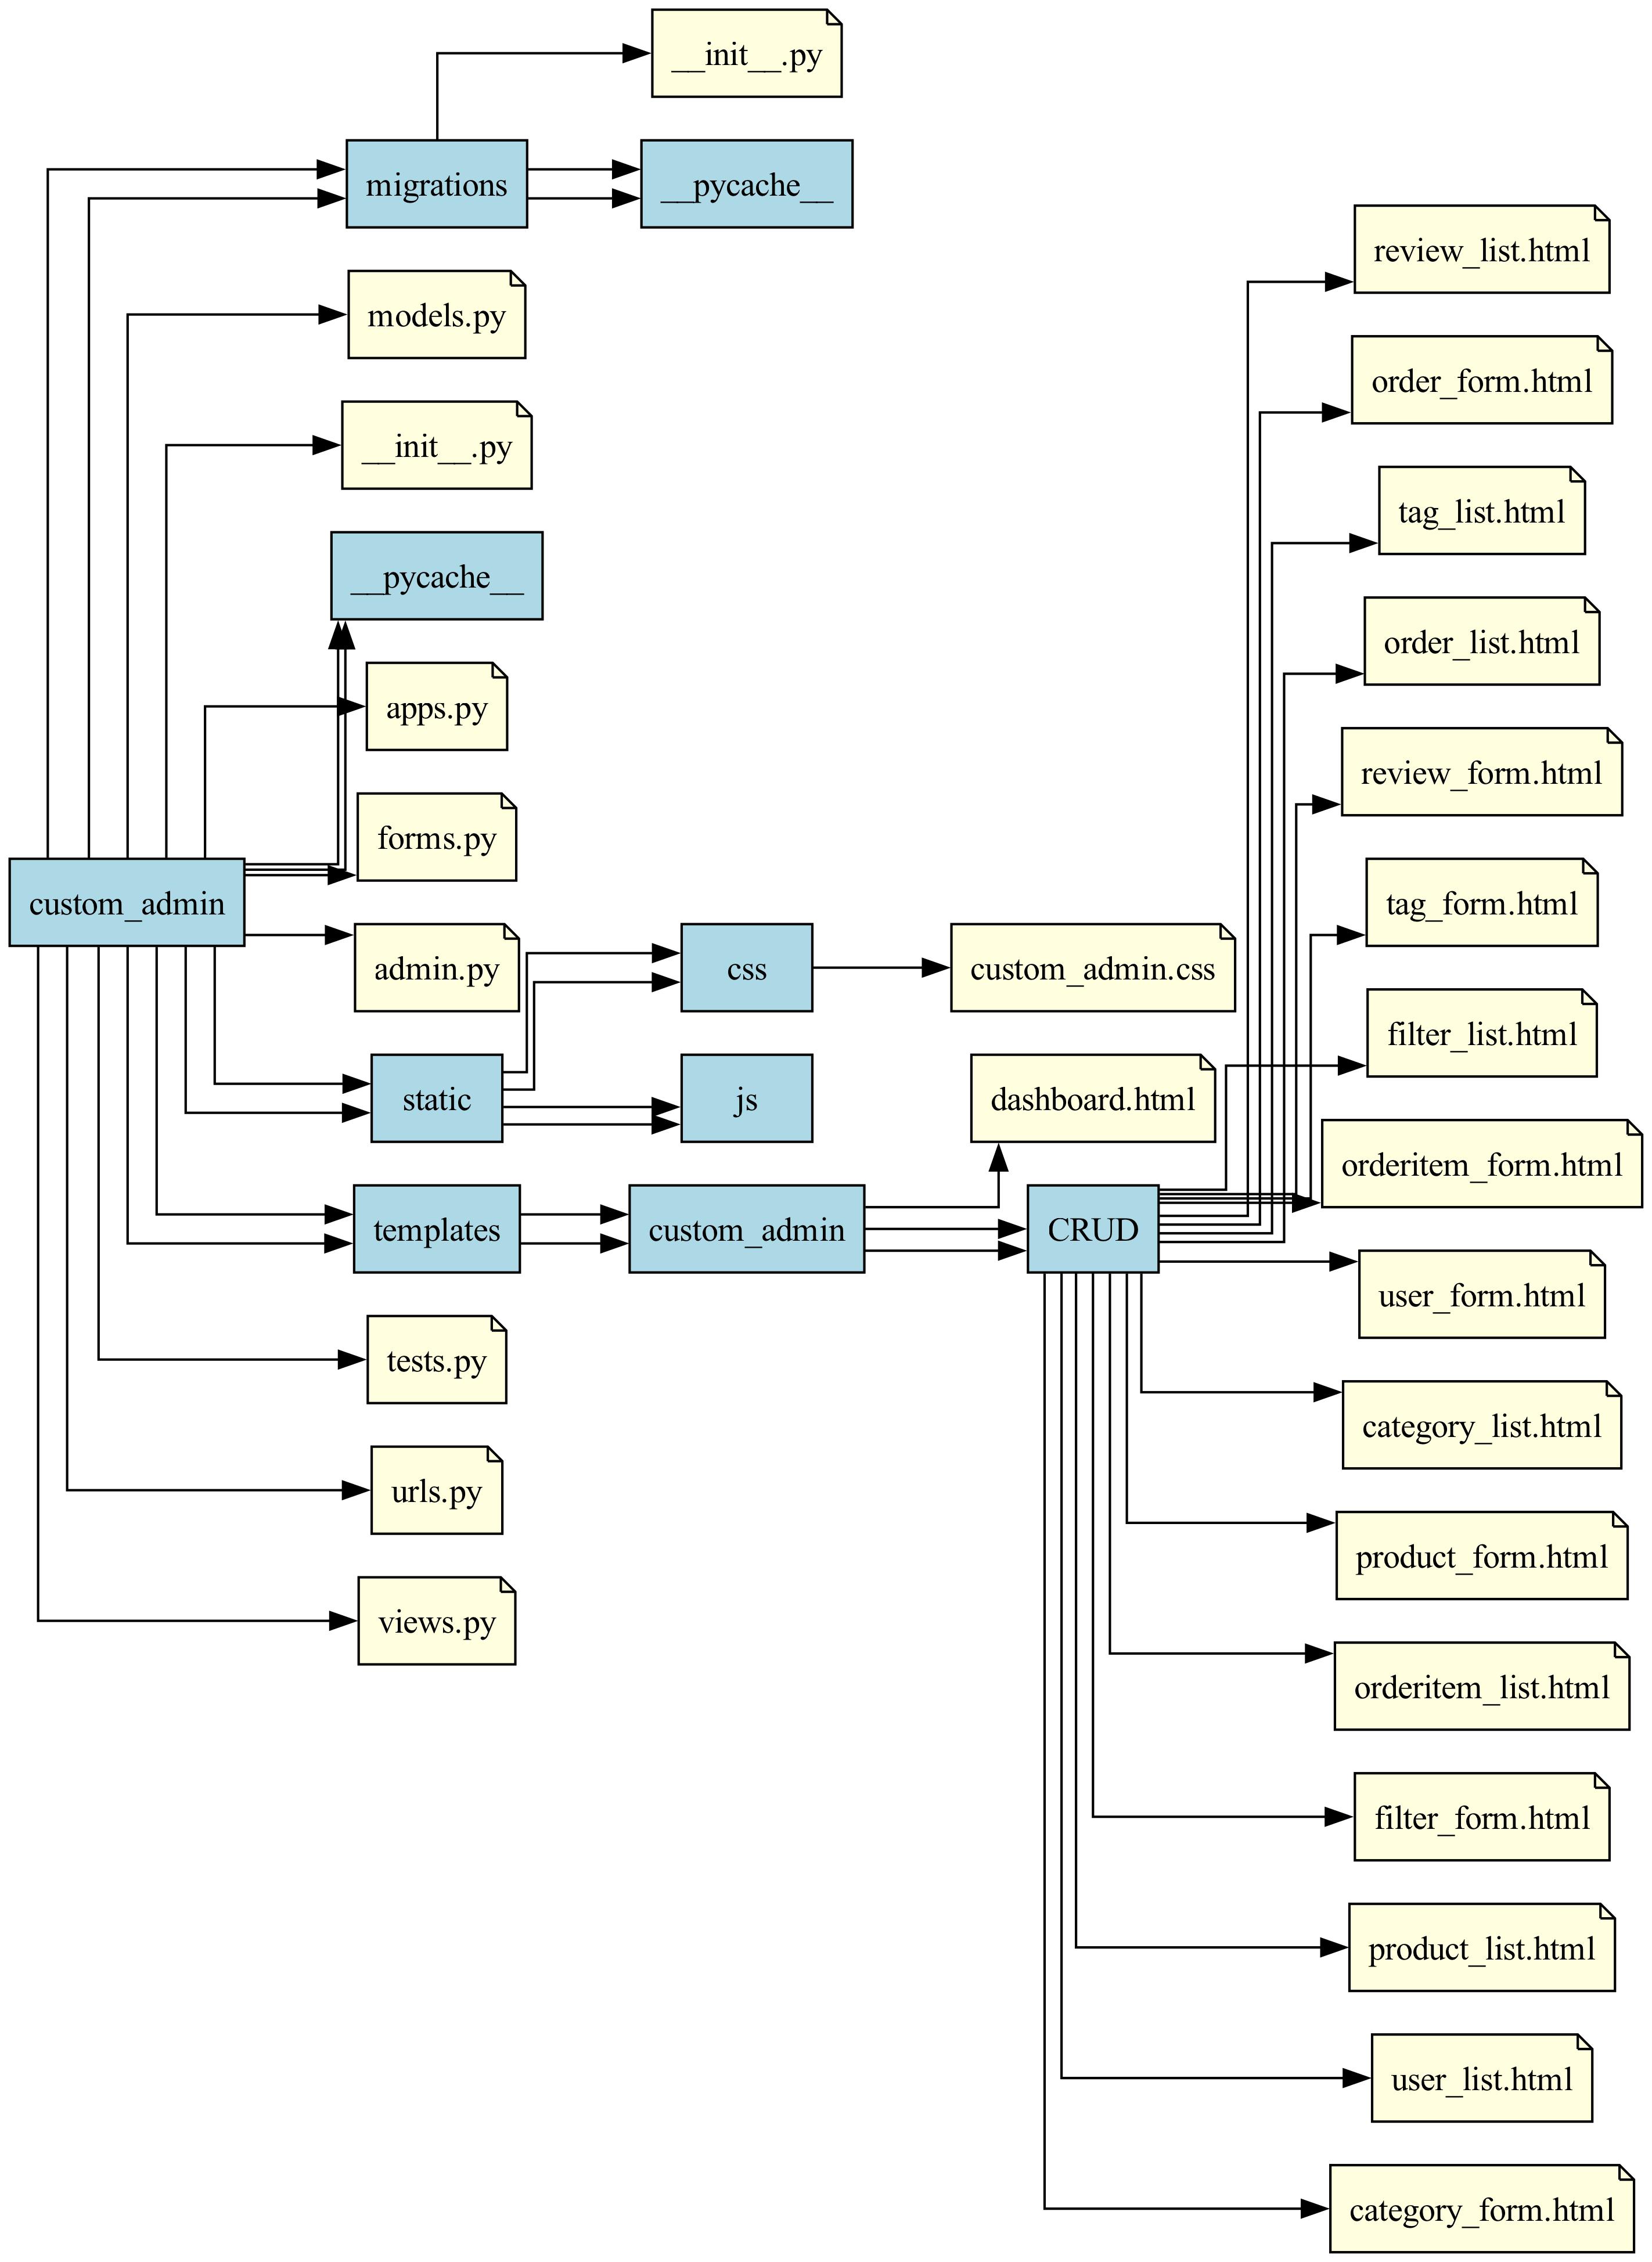 __init__.py
migrations
__pycache__
models.py
__init__.py
__pycache__
apps.py
forms.py
custom_admin
admin.py
static
css
js
custom_admin.css
templates
custom_admin
dashboard.html
CRUD
tests.py
urls.py
views.py
review_list.html
order_form.html
tag_list.html
order_list.html
review_form.html
tag_form.html
filter_list.html
orderitem_form.html
user_form.html
category_list.html
product_form.html
orderitem_list.html
filter_form.html
product_list.html
user_list.html
category_form.html